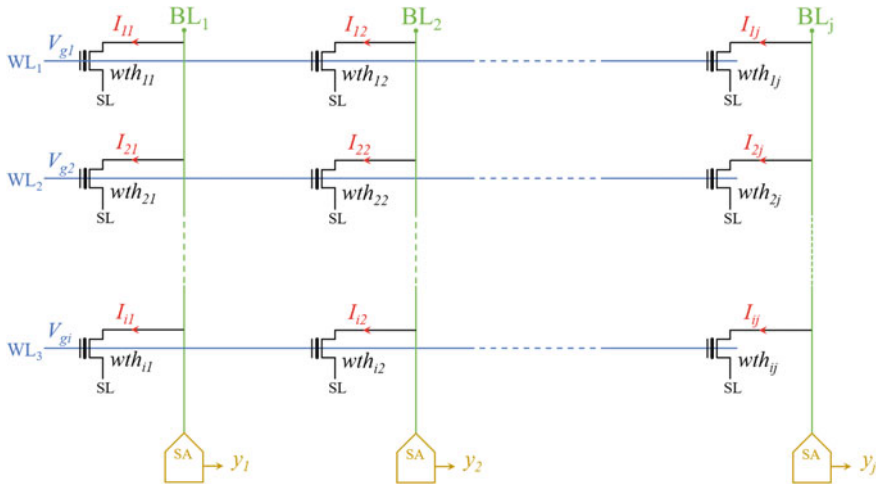 I11 BL1 I12 BL2 I1j BLj
Vg1
WL1 wth11 wth12 wth1j
SL SL SL
I21 I22 I2j
Vg2
WL2 wth21 wth22 wth2j
SL SL SL
Ii1 Ii2 Iij
Vgi
WL3 wthi1 wthi2 wthij
SL SL SL
SA y1 SA y2 SA yj